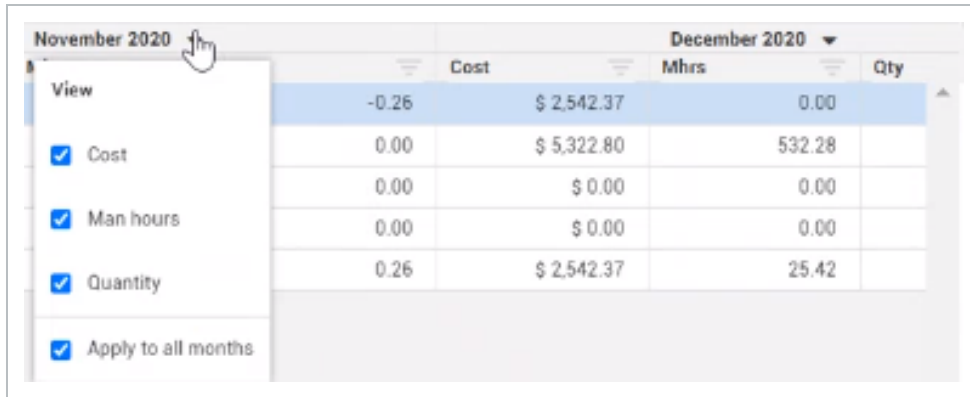 November 2020 December 2020
Cost Mhrs Qty
View
-0.26 $ 2,542.37 0.00
Cost 0.00 $ 5,322.80 532.28
0.00 $ 0.00 0.00
Man hours
0.00 $ 0.00 0.00
Quantity 0.26 $ 2,542.37 25.42
Apply to all months